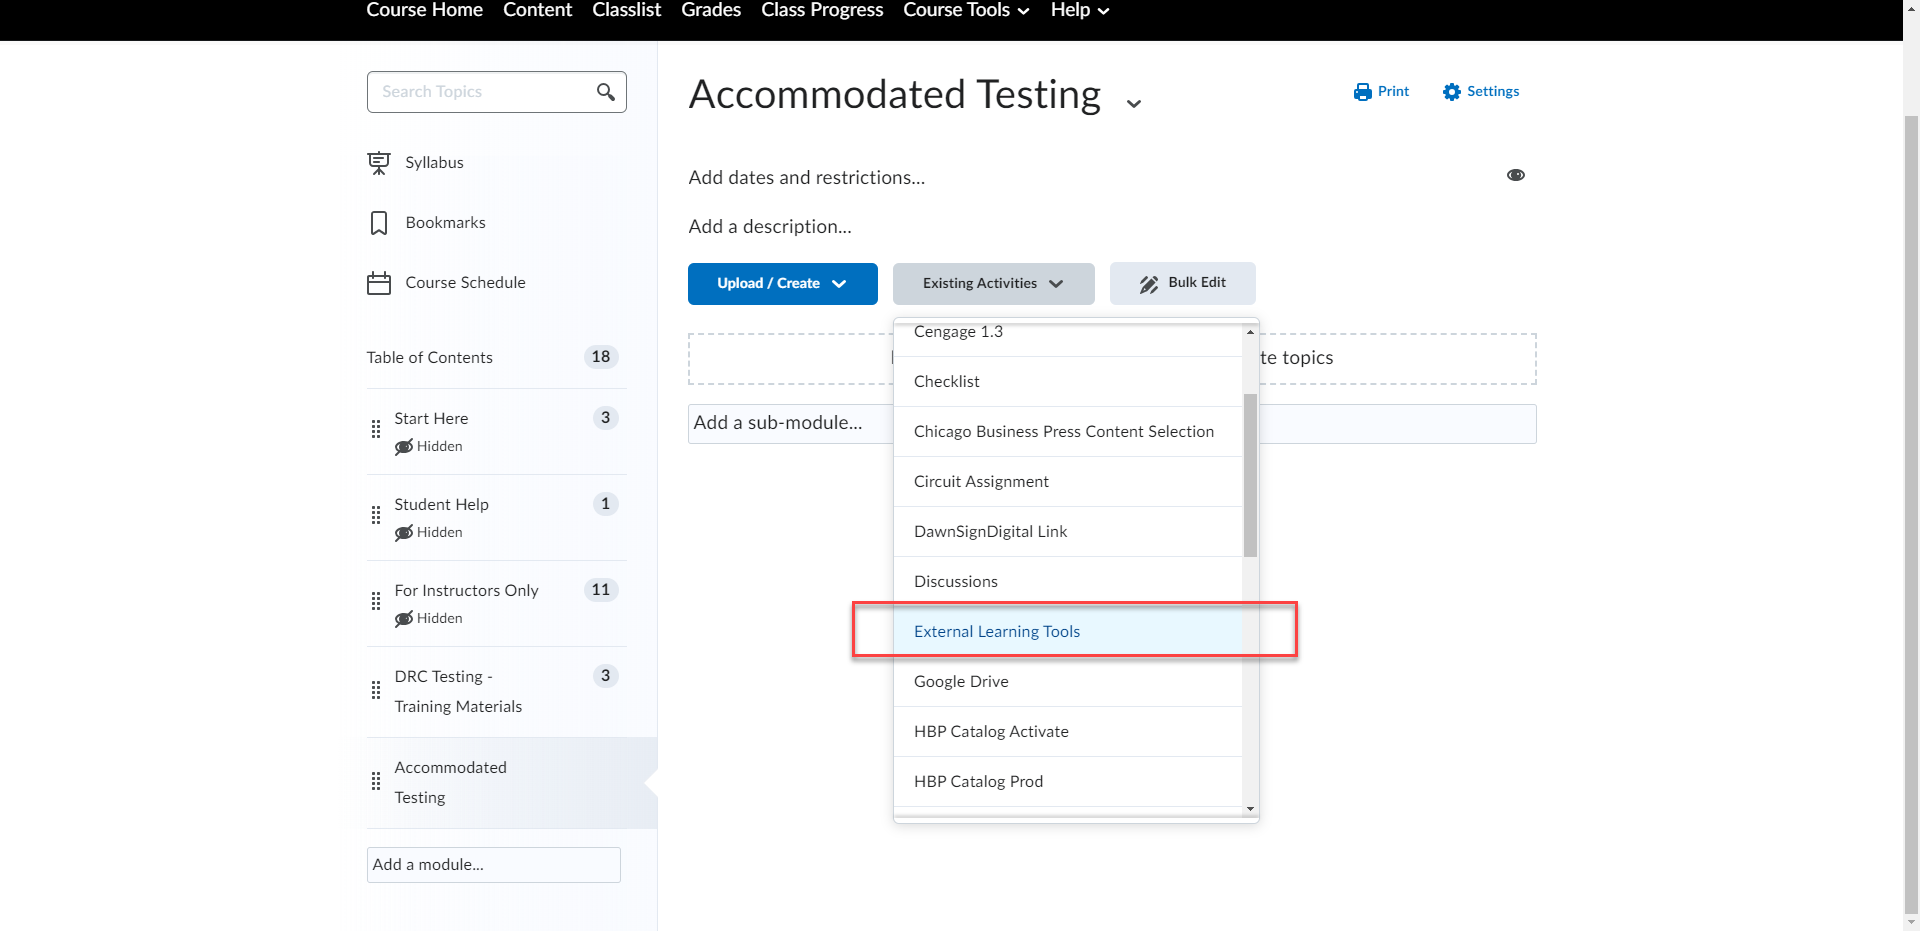 Course Home Content Classlist Grades Class Progress Course Tools Help
Search Topics
Syllabus
Bookmarks
Course Schedule
Table of Contents 18
Start Here 3
Hidden
Student Help 1
Hidden
For Instructors Only 11
Hidden
DRC Testing - 3
Training Materials
Accommodated
Testing
Add a module...
Accommodated Testing
Print Settings
Add dates and restrictions...
Add a description...
Upload / Create Existing Activities Bulk Edit
te topics
Add a sub-module...
Cengage 1.3
Checklist
Chicago Business Press Content Selection
Circuit Assignment
DawnSignDigital Link
Discussions
External Learning Tools
Google Drive
HBP Catalog Activate
HBP Catalog Prod